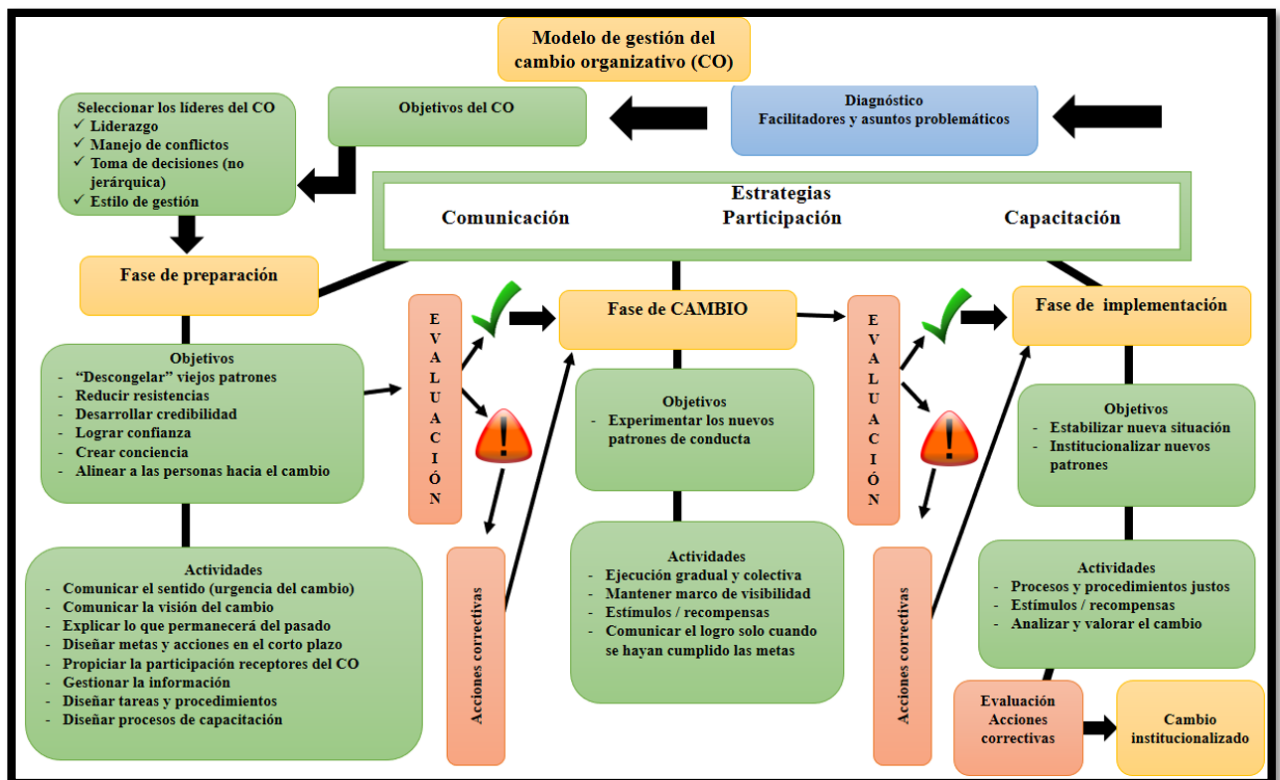 Modelo de gestión del
cambio organizativo (CO)
Diagnóstico
Facilitadores y asuntos problemáticos
Objetivos del CO
Seleccionar los líderes del CO
✓ Liderazgo
✓ Manejo de conflictos
✓ Toma de decisiones (no
jerárquica)
✓ Estilo de gestión
Estrategias
Comunicación Participación Capacitación
Fase de preparación
Objetivos
- “Descongelar” viejos patrones
- Reducir resistencias
- Desarrollar credibilidad
- Lograr confianza
- Crear conciencia
- Alinear a las personas hacia el cambio
Actividades
- Comunicar el sentido (urgencia del cambio)
- Comunicar la visión del cambio
- Explicar lo que permanecerá del pasado
- Diseñar metas y acciones en el corto plazo
- Propiciar la participación receptores del CO
- Gestionar la información
- Diseñar tareas y procedimientos
- Diseñar procesos de capacitación
EVALUACIÓN
!
Acciones correctivas
Fase de CAMBIO
Objetivos
- Experimentar los nuevos
patrones de conducta
Actividades
- Ejecución gradual y colectiva
- Mantener marco de visibilidad
- Estímulos / recompensas
- Comunicar el logro solo cuando
se hayan cumplido las metas
EVALUACIÓN
!
Acciones correctivas
Fase de implementación
Objetivos
- Estabilizar nueva situación
- Institucionalizar nuevos
patrones
Actividades
- Procesos y procedimientos justos
- Estímulos / recompensas
- Analizar y valorar el cambio
Evaluación
Acciones
correctivas
Cambio
institucionalizado